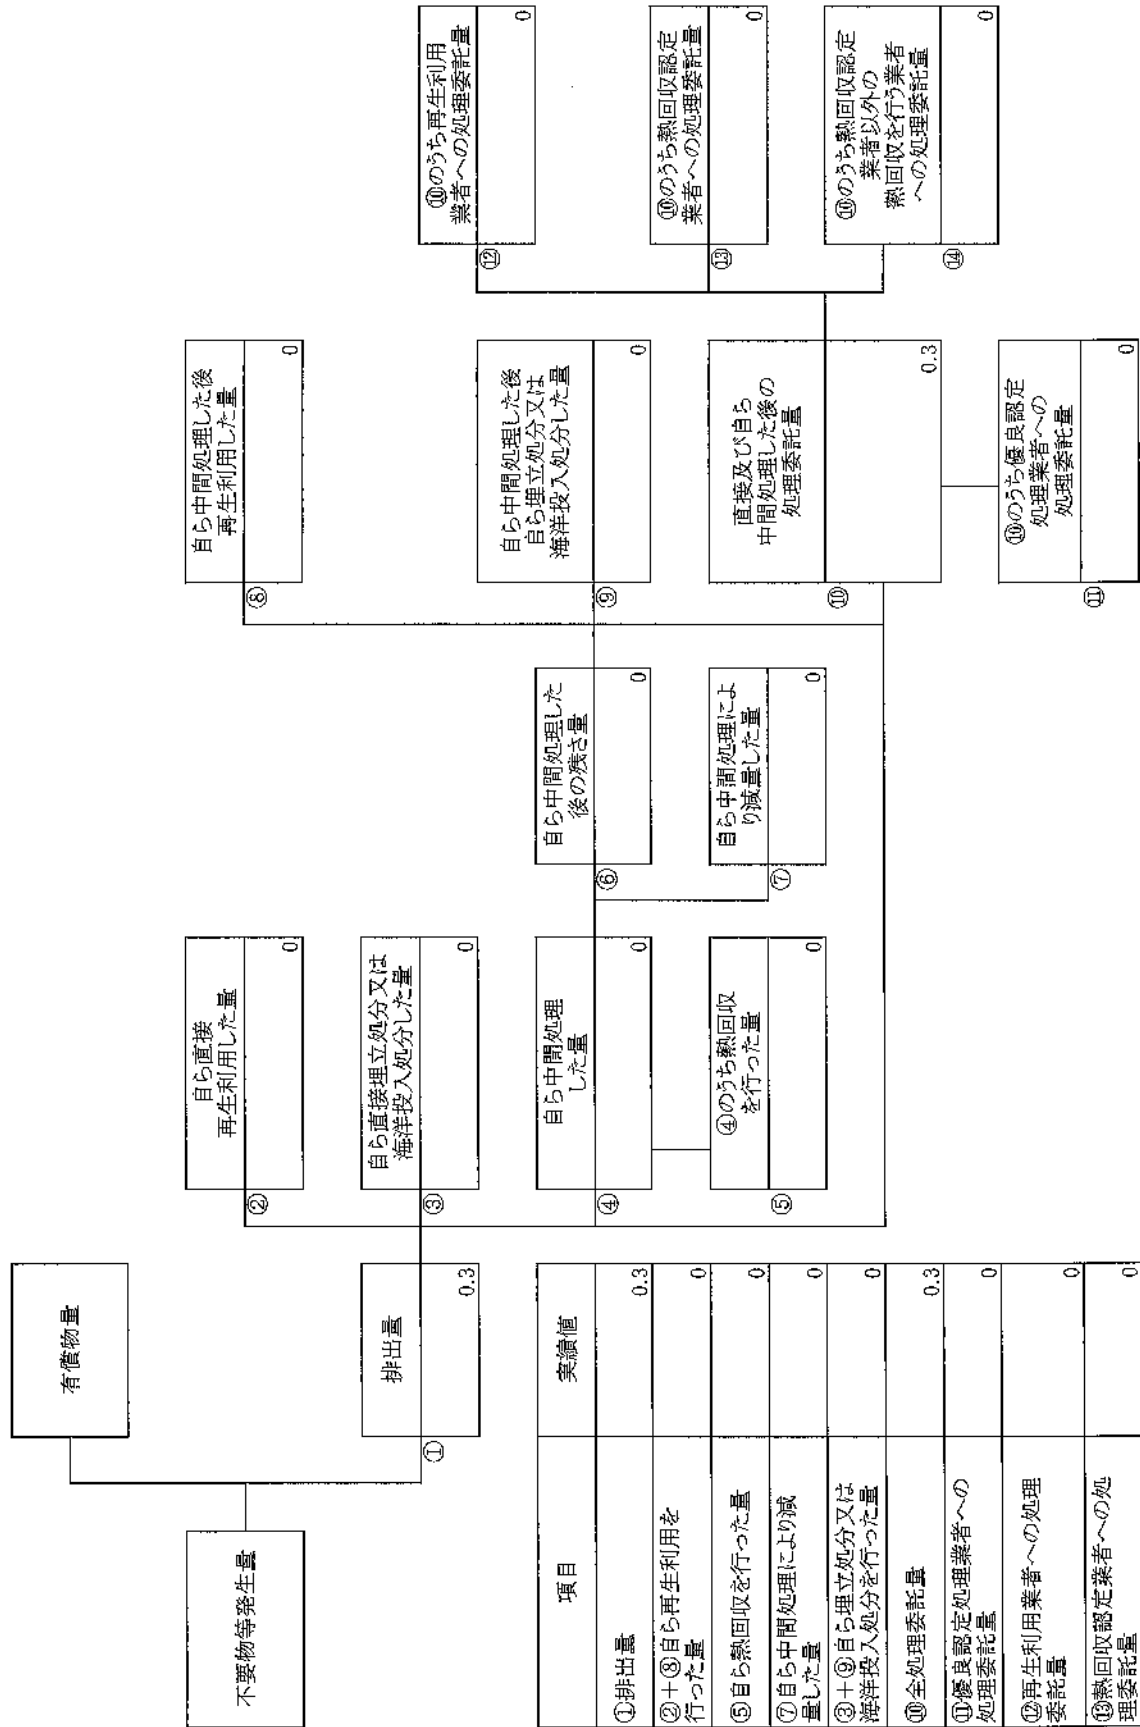 不要物等発生量
有償物量
①
排出量
0.3
②
自ら直接
再生利用した量
0
③
自ら直接埋立処分又は
海洋投入処分した量
0
④
自ら中間処理
した量
0
⑤
④のうち熱回収
を行った量
0
⑥
自ら中間処理した
後の残さ量
0
⑦
自ら中間処理によ
り減量した量
0
⑧
自ら中間処理した後
再生利用した量
0
⑨
自ら中間処理した後
自ら埋立処分又は
海洋投入処分した量
0
⑩
直接及び自ら
中間処理した後の
処理委託量
0.3
⑪
⑩のうち優良認定
処理業者への
処理委託量
0
⑫
⑩のうち再生利用
業者への処理委託量
0
⑬
⑩のうち熱回収認定
業者への処理委託量
0
⑭
⑩のうち熱回収認定
業者以外の
熱回収を行う業者
への処理委託量
0
項目 実績値
①排出量 0.3
②+⑧自ら再生利用を
行った量 0
⑤自ら熱回収を行った量 0
⑦自ら中間処理により減
量した量 0
③+⑨自ら埋立処分又は
海洋投入処分を行った量 0
⑩全処理委託量 0.3
⑪優良認定処理業者への
処理委託量 0
⑫再生利用業者への処理
委託量 0
⑬熱回収認定業者への処
理委託量 0